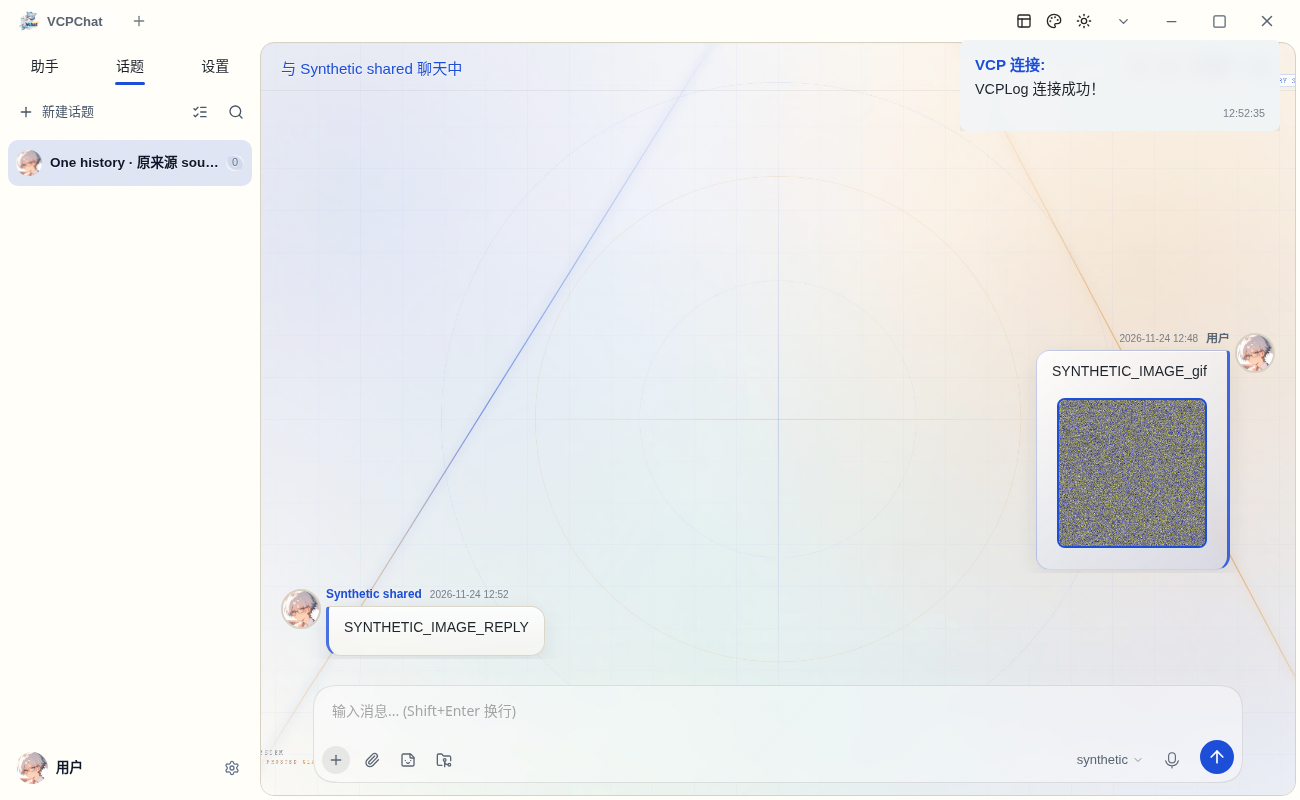 VCPChat
助手
话题
设置
新建话题
One history · 原来源 sou…
0
用户
与 Synthetic shared 聊天中
VCP 连接:
VCPLog 连接成功!
12:52:35
2026-11-24 12:48 用户
SYNTHETIC_IMAGE_gif
Synthetic shared 2026-11-24 12:52
SYNTHETIC_IMAGE_REPLY
输入消息... (Shift+Enter 换行)
synthetic